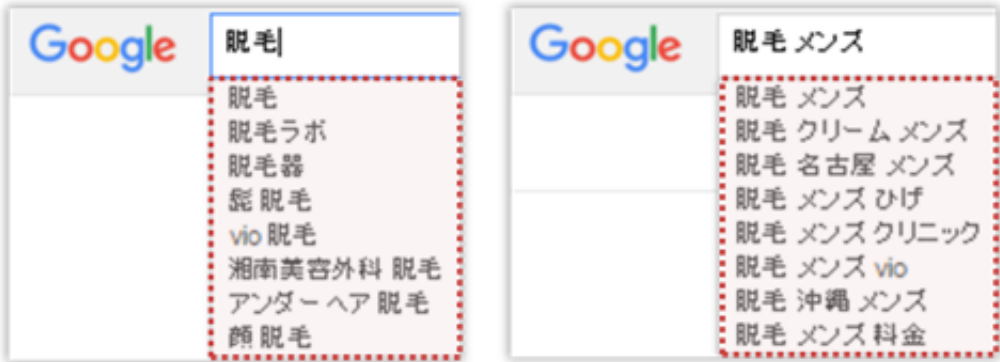 Google
脱毛
脱毛
脱毛ラボ
脱毛器
髭 脱毛
vio 脱毛
湘南美容外科 脱毛
アンダー ヘア 脱毛
顔 脱毛
Google
脱毛 メンズ
脱毛 メンズ
脱毛 クリーム メンズ
脱毛 名古屋 メンズ
脱毛 メンズ ひげ
脱毛 メンズ クリニック
脱毛 メンズ vio
脱毛 沖縄 メンズ
脱毛 メンズ 料金